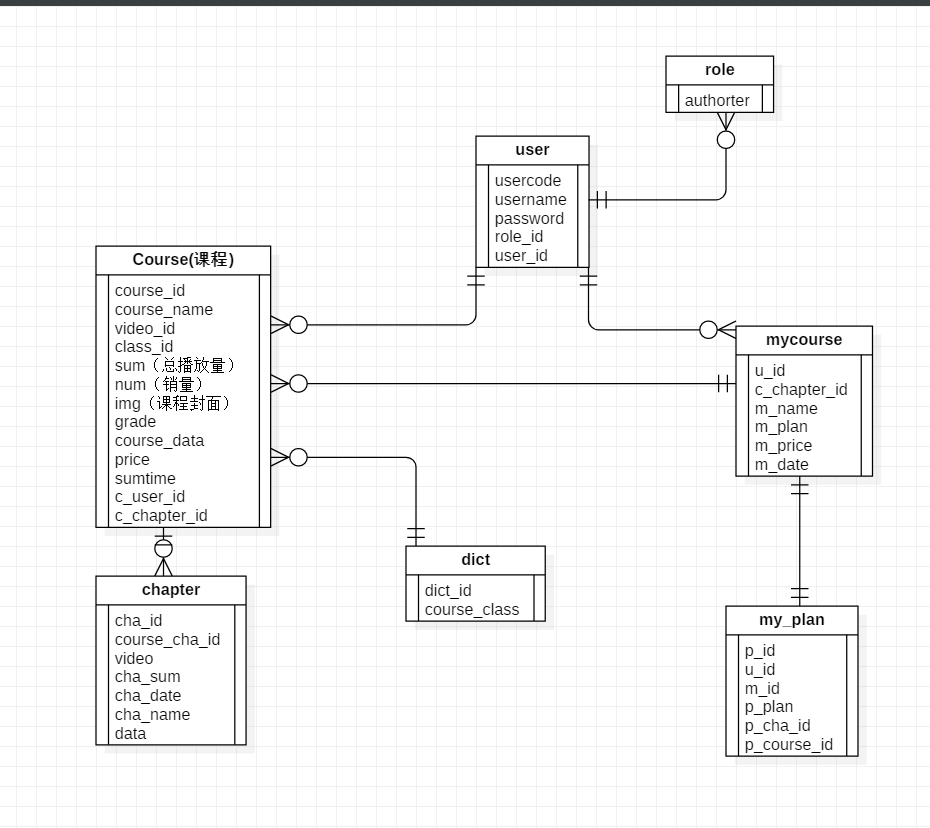 role
authorter
user
usercode
username
password
role_id
user_id
Course(课程)
course_id
course_name
video_id
class_id
sum（总播放量）
num（销量）
img（课程封面）
grade
course_data
price
sumtime
c_user_id
c_chapter_id
mycourse
u_id
c_chapter_id
m_name
m_plan
m_price
m_date
dict
dict_id
course_class
chapter
cha_id
course_cha_id
video
cha_sum
cha_date
cha_name
data
my_plan
p_id
u_id
m_id
p_plan
p_cha_id
p_course_id